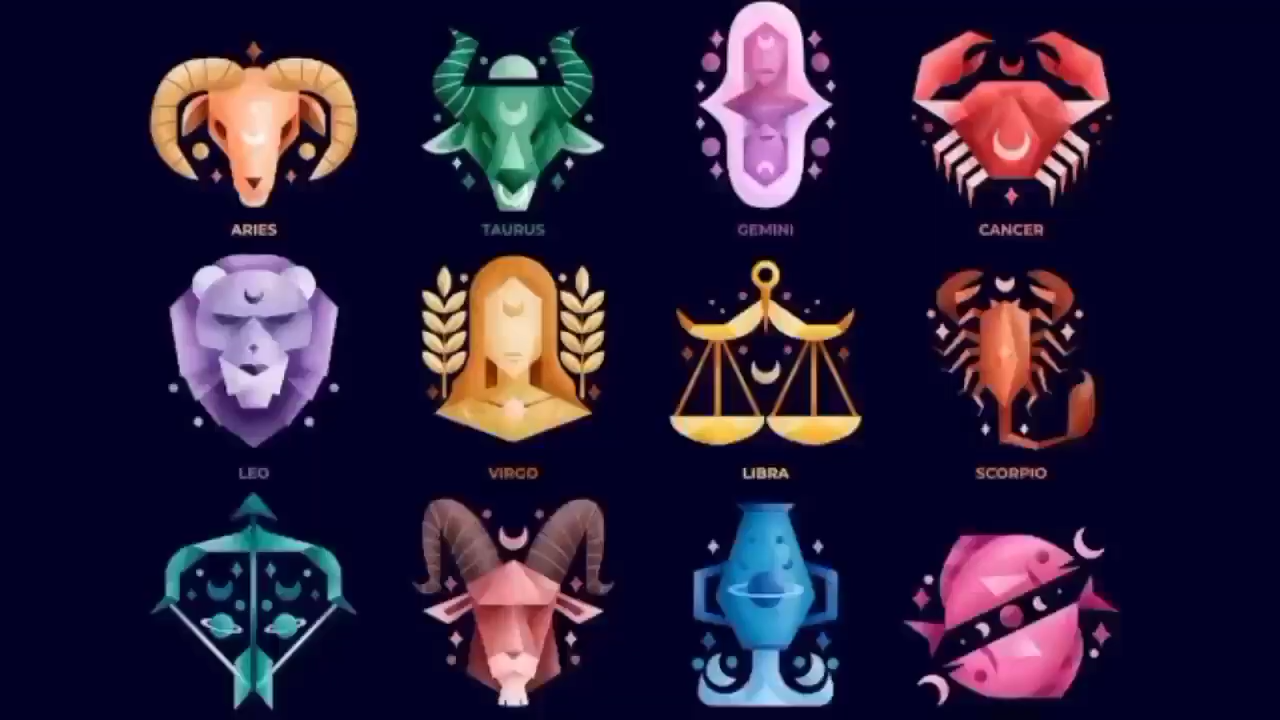 ARIES
TAURUS
GEMINI
CANCER
LEO
VIRGO
LIBRA
SCORPIO